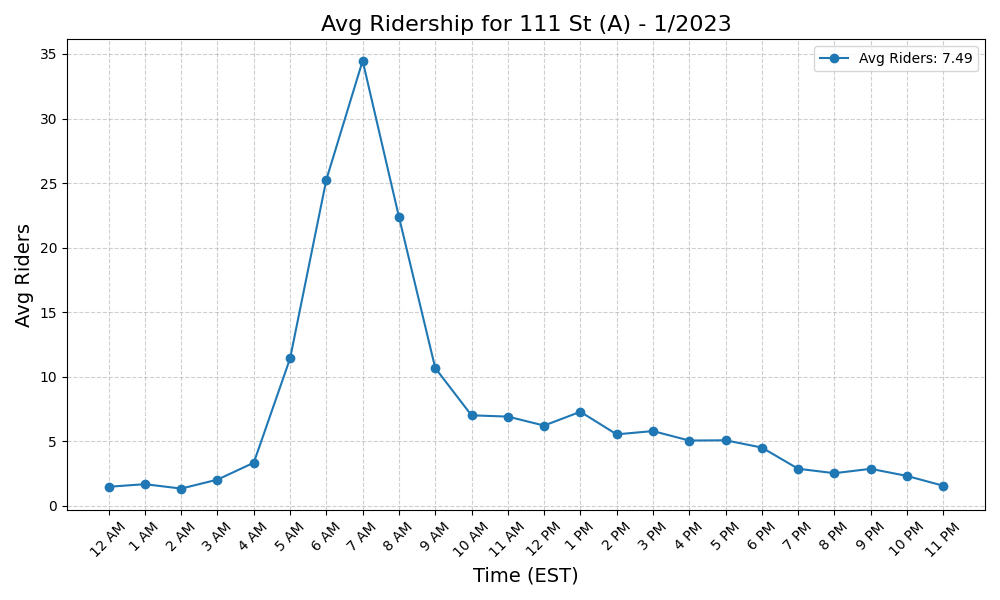 Avg Ridership for 111 St (A) - 1/2023
Avg Riders: 7.49
Avg Riders
35
30
25
20
15
10
5
0
12 AM
1 AM
2 AM
3 AM
4 AM
5 AM
6 AM
7 AM
8 AM
9 AM
10 AM
11 AM
12 PM
1 PM
2 PM
3 PM
4 PM
5 PM
6 PM
7 PM
8 PM
9 PM
10 PM
11 PM
Time (EST)